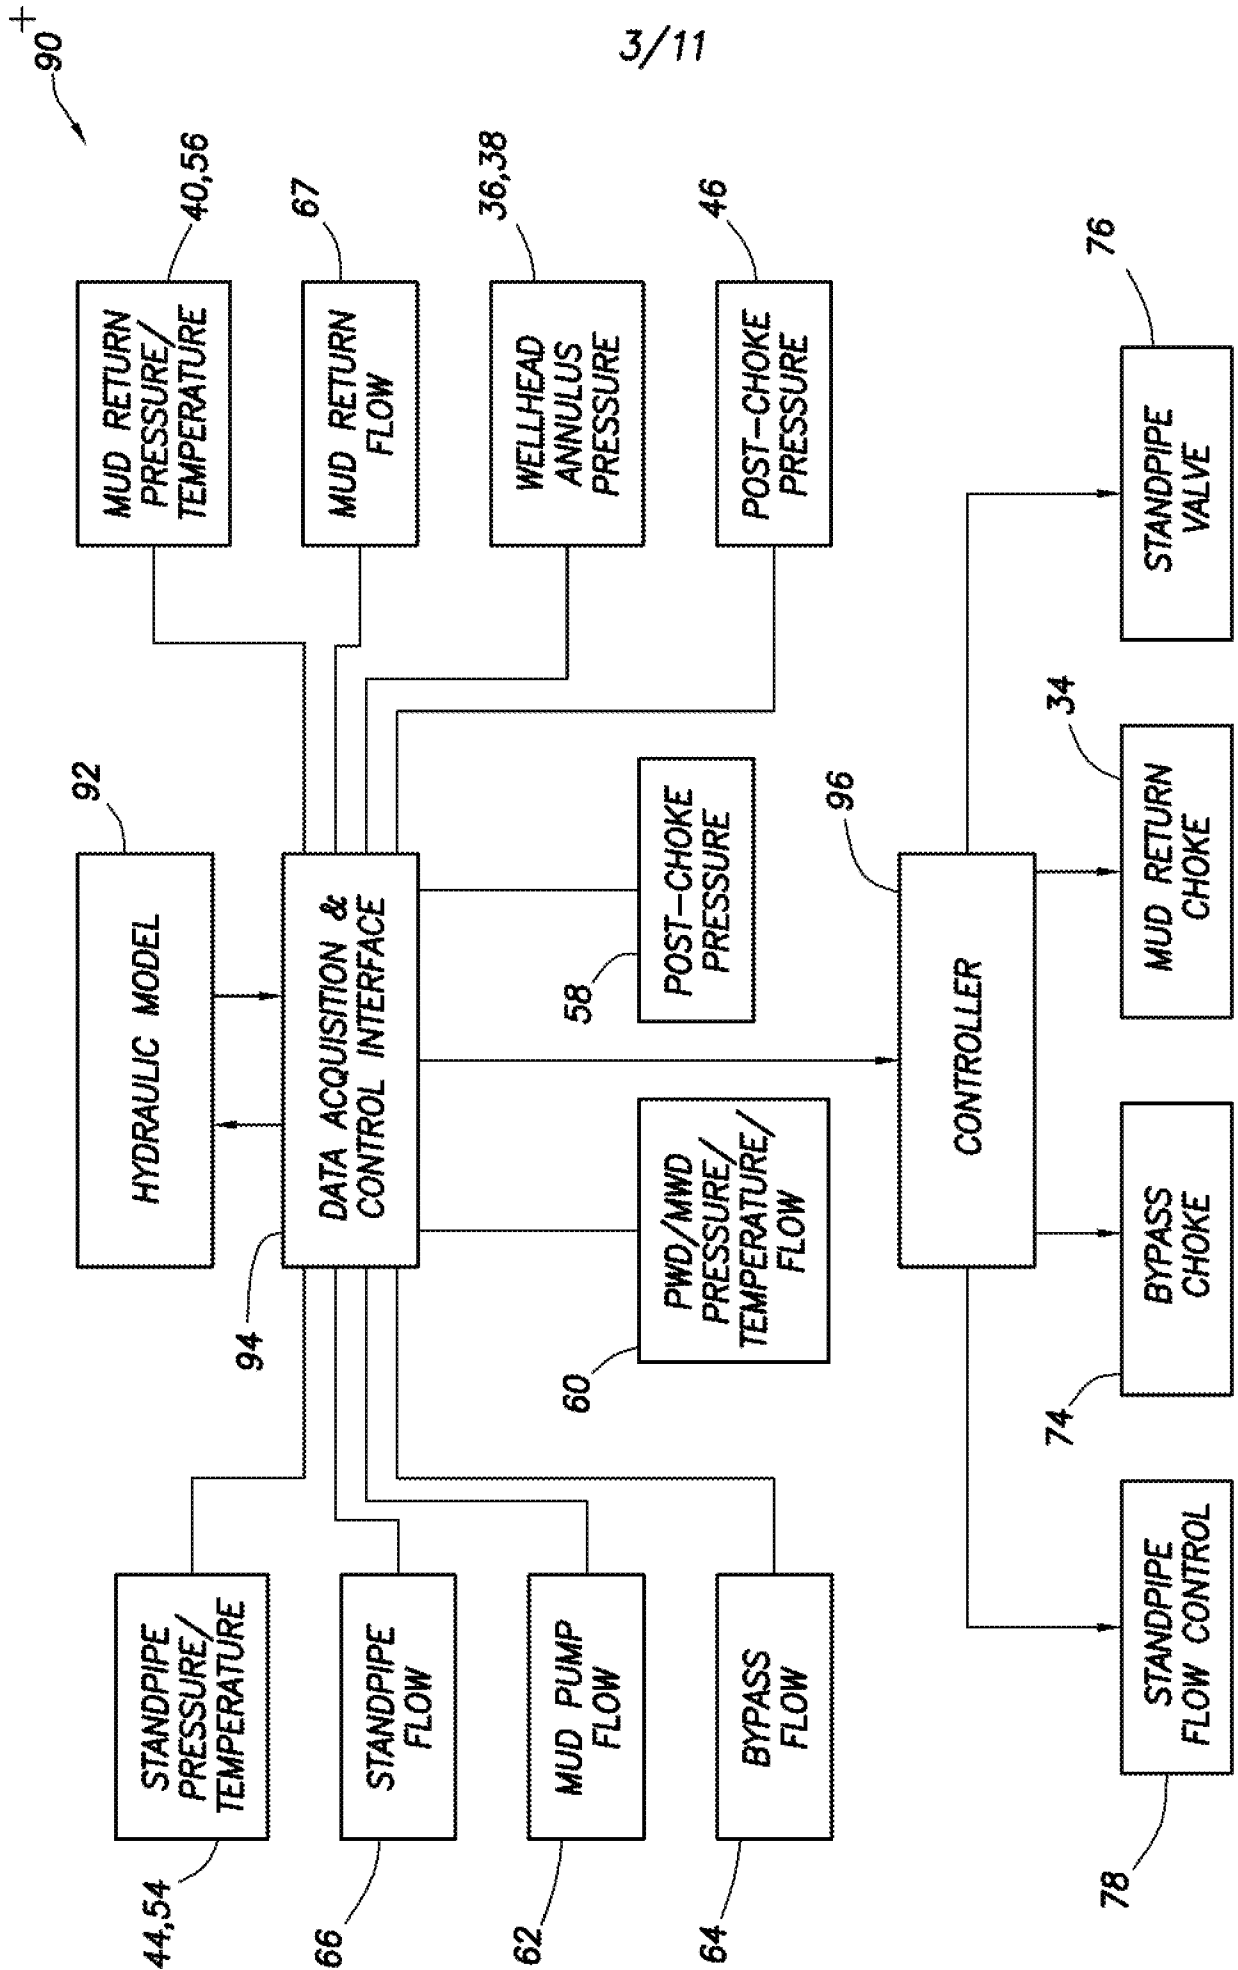 3/11
90
HYDRAULIC MODEL
92
DATA ACQUISITION &
CONTROL INTERFACE
94
STANDPIPE
PRESSURE/
TEMPERATURE
44,54
STANDPIPE
FLOW
66
MUD PUMP
FLOW
62
BYPASS
FLOW
64
MUD RETURN
PRESSURE/
TEMPERATURE
40,56
MUD RETURN
FLOW
67
WELLHEAD
ANNULUS
PRESSURE
36,38
POST-CHOKE
PRESSURE
46
PWD/MWD
PRESSURE/
TEMPERATURE/
FLOW
60
POST-CHOKE
PRESSURE
58
CONTROLLER
96
STANDPIPE
FLOW CONTROL
78
BYPASS
CHOKE
74
MUD RETURN
CHOKE
34
STANDPIPE
VALVE
76